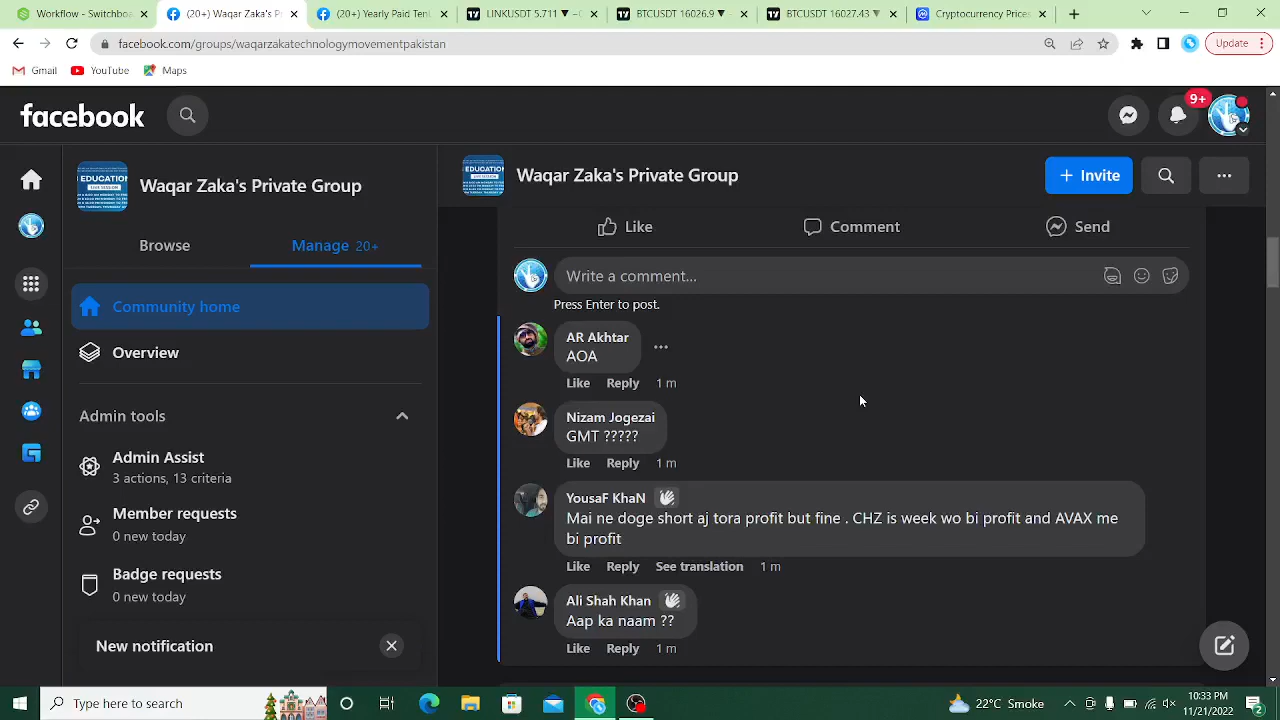 Workflow - Switchboa
(20+) Waqar Zaka's P
(20+) Yearly Paid Ten
LINKUSDT 5.711 ▼ −
BTCUSDT 16026.9 ▼ −
BTCUSDT 16027.43 ▼
Cryptocurrency Prices
facebook.com/groups/waqarzakatechnologymovementpakistan
Update
Gmail
YouTube
Maps
facebook
9+
EDUCATION
LIVE SESSION
Waqar Zaka's Private Group
Browse
Manage 20+
Community home
Overview
Admin tools
Admin Assist
3 actions, 13 criteria
Member requests
0 new today
Badge requests
0 new today
New notification
EDUCATION
Waqar Zaka's Private Group
+ Invite
Like
Comment
Send
Write a comment...
Press Enter to post.
AR Akhtar
AOA
Like Reply 1 m
Nizam Jogezai
GMT ?????
Like Reply 1 m
YousaF KhaN
Mai ne doge short aj tora profit but fine . CHZ is week wo bi profit and AVAX me
bi profit
Like Reply See translation 1 m
Ali Shah Khan
Aap ka naam ??
Like Reply 1 m
Type here to search
22°C Smoke
10:33 PM
11/21/2022
2